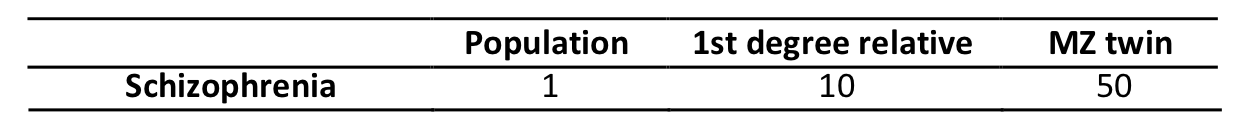 Population 1st degree relative MZ twin
Schizophrenia 1 10 50